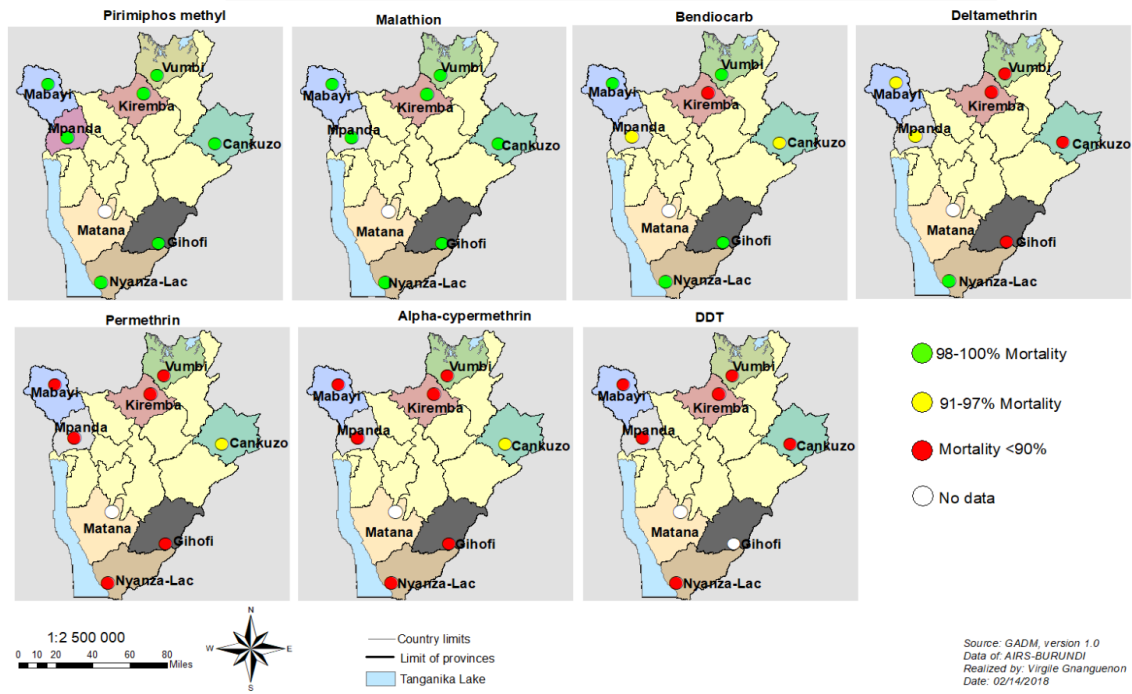 Pirimiphos methyl
Vumbi
Mabayi
Kiremba
Mpanda
Cankuzo
Matana
Gihofi
Nyanza-Lac
Malathion
Vumbi
Mabayi
Kiremba
Mpanda
Cankuzo
Matana
Gihofi
Nyanza-Lac
Bendiocarb
Vumbi
Mabayi
Kiremba
Mpanda
Cankuzo
Matana
Gihofi
Nyanza-Lac
Deltamethrin
Vumbi
Mabayi
Kiremba
Mpanda
Cankuzo
Matana
Gihofi
Nyanza-Lac
Permethrin
Vumbi
Mabayi
Kiremba
Mpanda
Cankuzo
Matana
Gihofi
Nyanza-Lac
Alpha-cypermethrin
Vumbi
Mabayi
Kiremba
Mpanda
Cankuzo
Matana
Gihofi
Nyanza-Lac
DDT
Vumbi
Mabayi
Kiremba
Mpanda
Cankuzo
Matana
Gihofi
Nyanza-Lac
98-100% Mortality
91-97% Mortality
Mortality <90%
No data
1:2 500 000
0 10 20 40 60 80
Miles
N
W E
S
Country limits
Limit of provinces
Tanganika Lake
Source: GADM, version 1.0
Data of: AIRS-BURUNDI
Realized by: Virgile Gnanguenon
Date: 02/14/2018